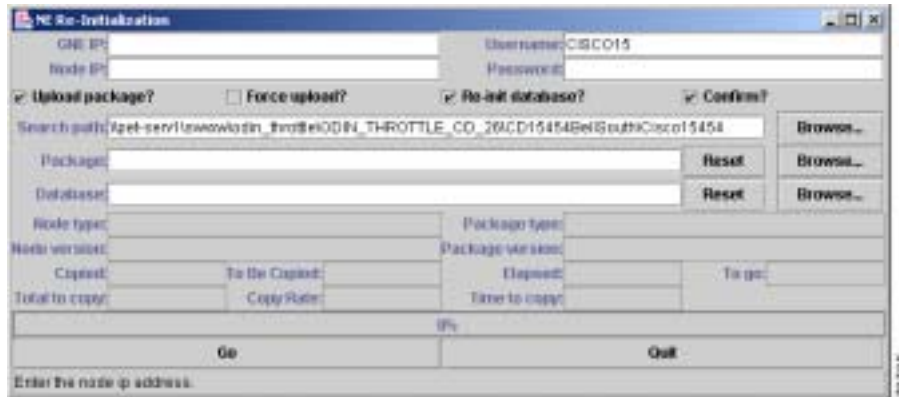 NE Re-Initialization
GNE IP: Username: CISCO15
Node IP: Password:
Upload package? Force upload? Re-init database? Confirm?
Search path: Browse...
Package: Reset Browse...
Database: Reset Browse...
Node type: Package type:
Node version: Package version:
Copied: To Be Copied: Elapsed: To go:
Total to copy: Copy Rate: Time to copy:
0%
Go Quit
Enter the node ip address.